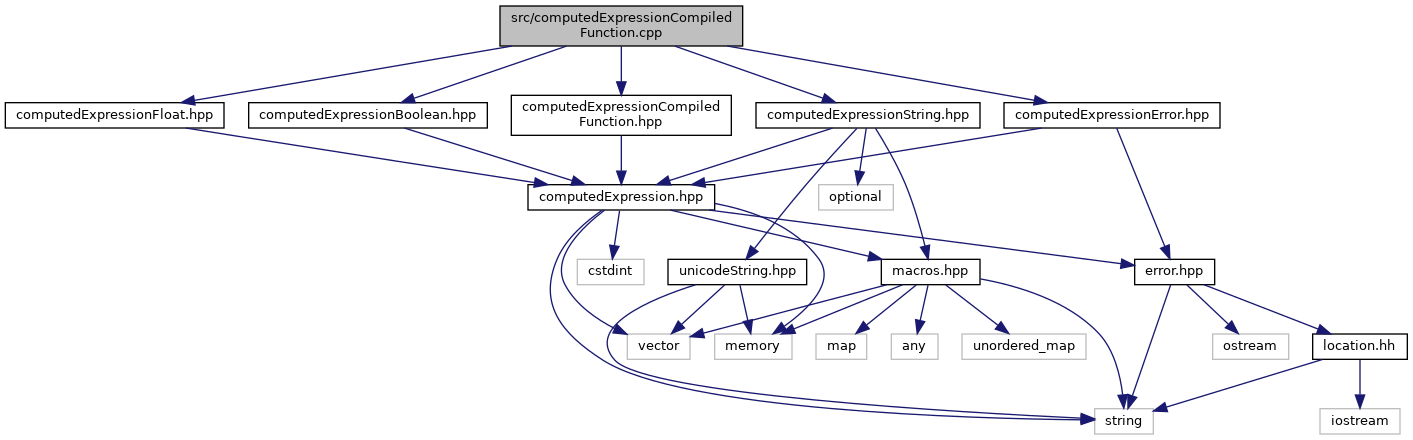 src/computedExpressionCompiled
Function.cpp
computedExpressionFloat.hpp
computedExpressionBoolean.hpp
computedExpressionCompiled
Function.hpp
computedExpressionString.hpp
computedExpressionError.hpp
computedExpression.hpp
optional
cstdint
unicodeString.hpp
macros.hpp
error.hpp
vector
memory
map
any
unordered_map
ostream
location.hh
string
iostream